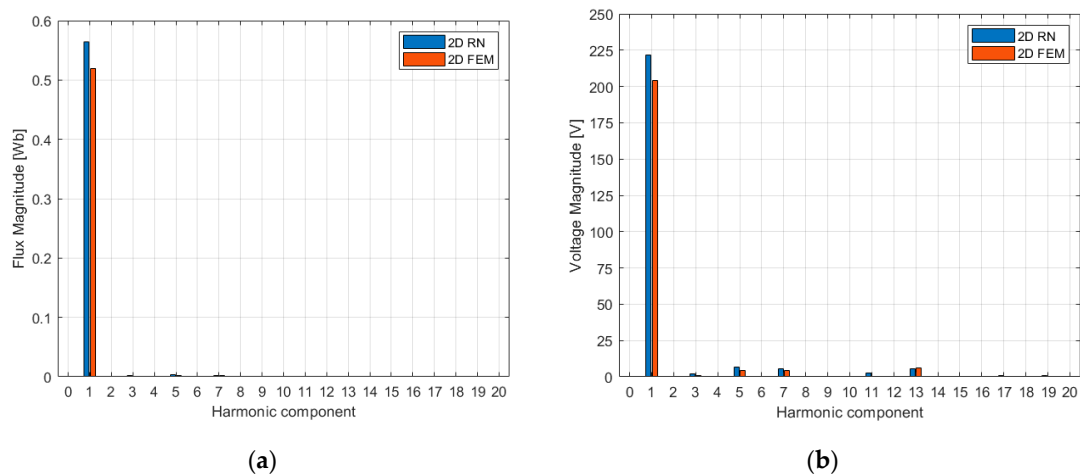 0.6
0.5
0.4
0.3
0.2
0.1
0
Flux Magnitude [Wb]
2D RN
2D FEM
0 1 2 3 4 5 6 7 8 9 10 11 12 13 14 15 16 17 18 19 20
Harmonic component
(a)
250
225
200
175
150
125
100
75
50
25
0
Voltage Magnitude [V]
2D RN
2D FEM
0 1 2 3 4 5 6 7 8 9 10 11 12 13 14 15 16 17 18 19 20
Harmonic component
(b)